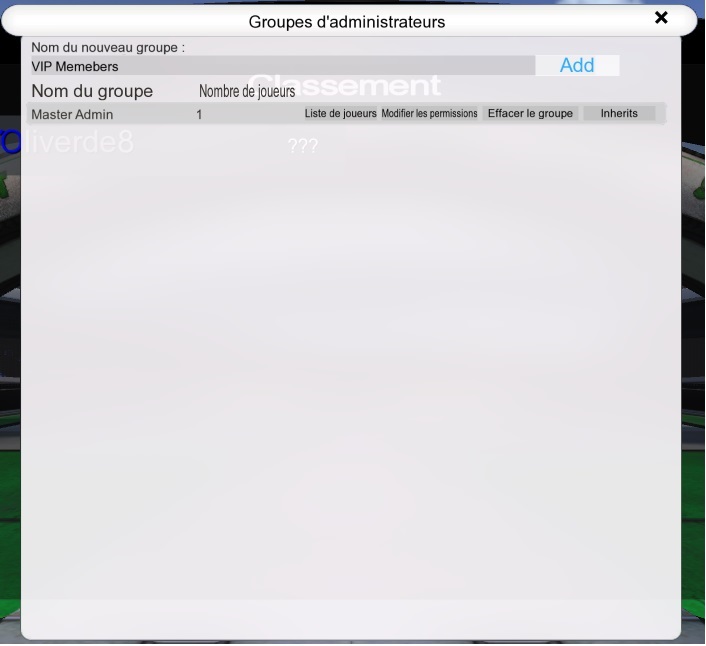 Groupes d'administrateurs
Nom du nouveau groupe :
VIP Memebers
Add
Classement
Nom du groupe Nombre de joueurs
Master Admin 1 Liste de joueurs Modifier les permissions Effacer le groupe Inherits
Oliverde8 ???